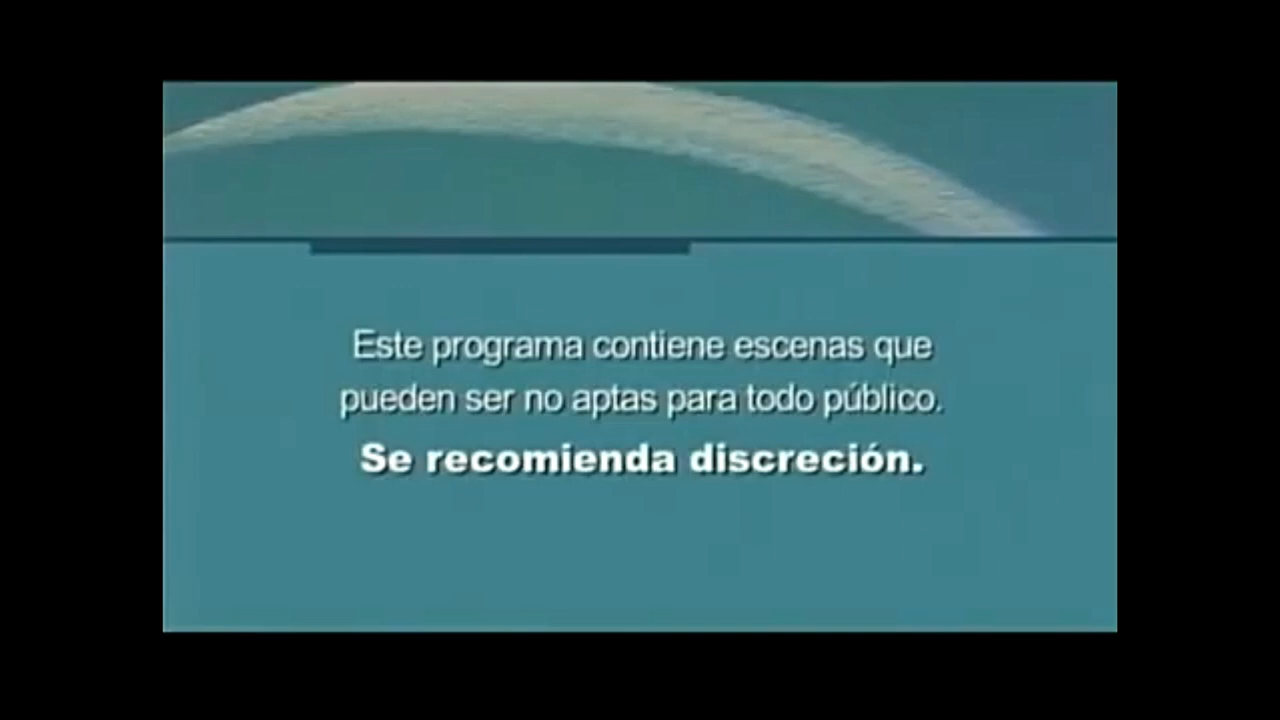 Este programa contiene escenas que
pueden ser no aptas para todo público.
Se recomienda discreción.